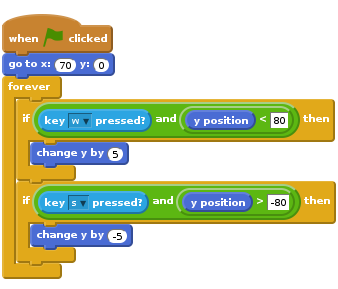 when clicked
go to x: 70 y: 0
forever
if key w pressed? and y position < 80 then
change y by 5
if key s pressed? and y position > -80 then
change y by -5